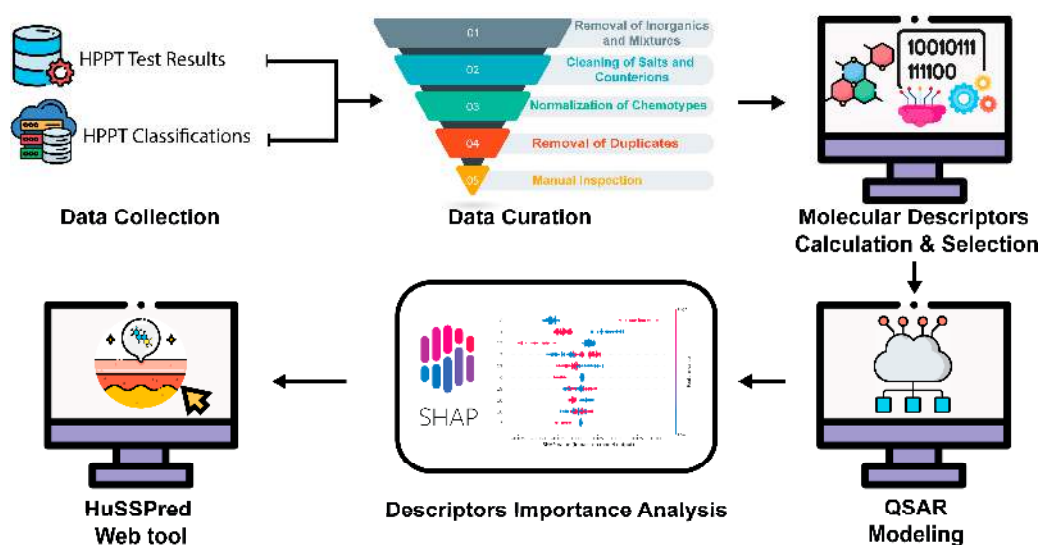 HPPT Test Results
HPPT Classifications
Data Collection
01
Removal of Inorganics
and Mixtures
02
Cleaning of Salts and
Counterions
03
Normalization of Chemotypes
04
Removal of Duplicates
05
Manual Inspection
Data Curation
10010111
111100
Molecular Descriptors
Calculation & Selection
HuSSPred
Web tool
SHAP
Descriptors Importance Analysis
QSAR
Modeling